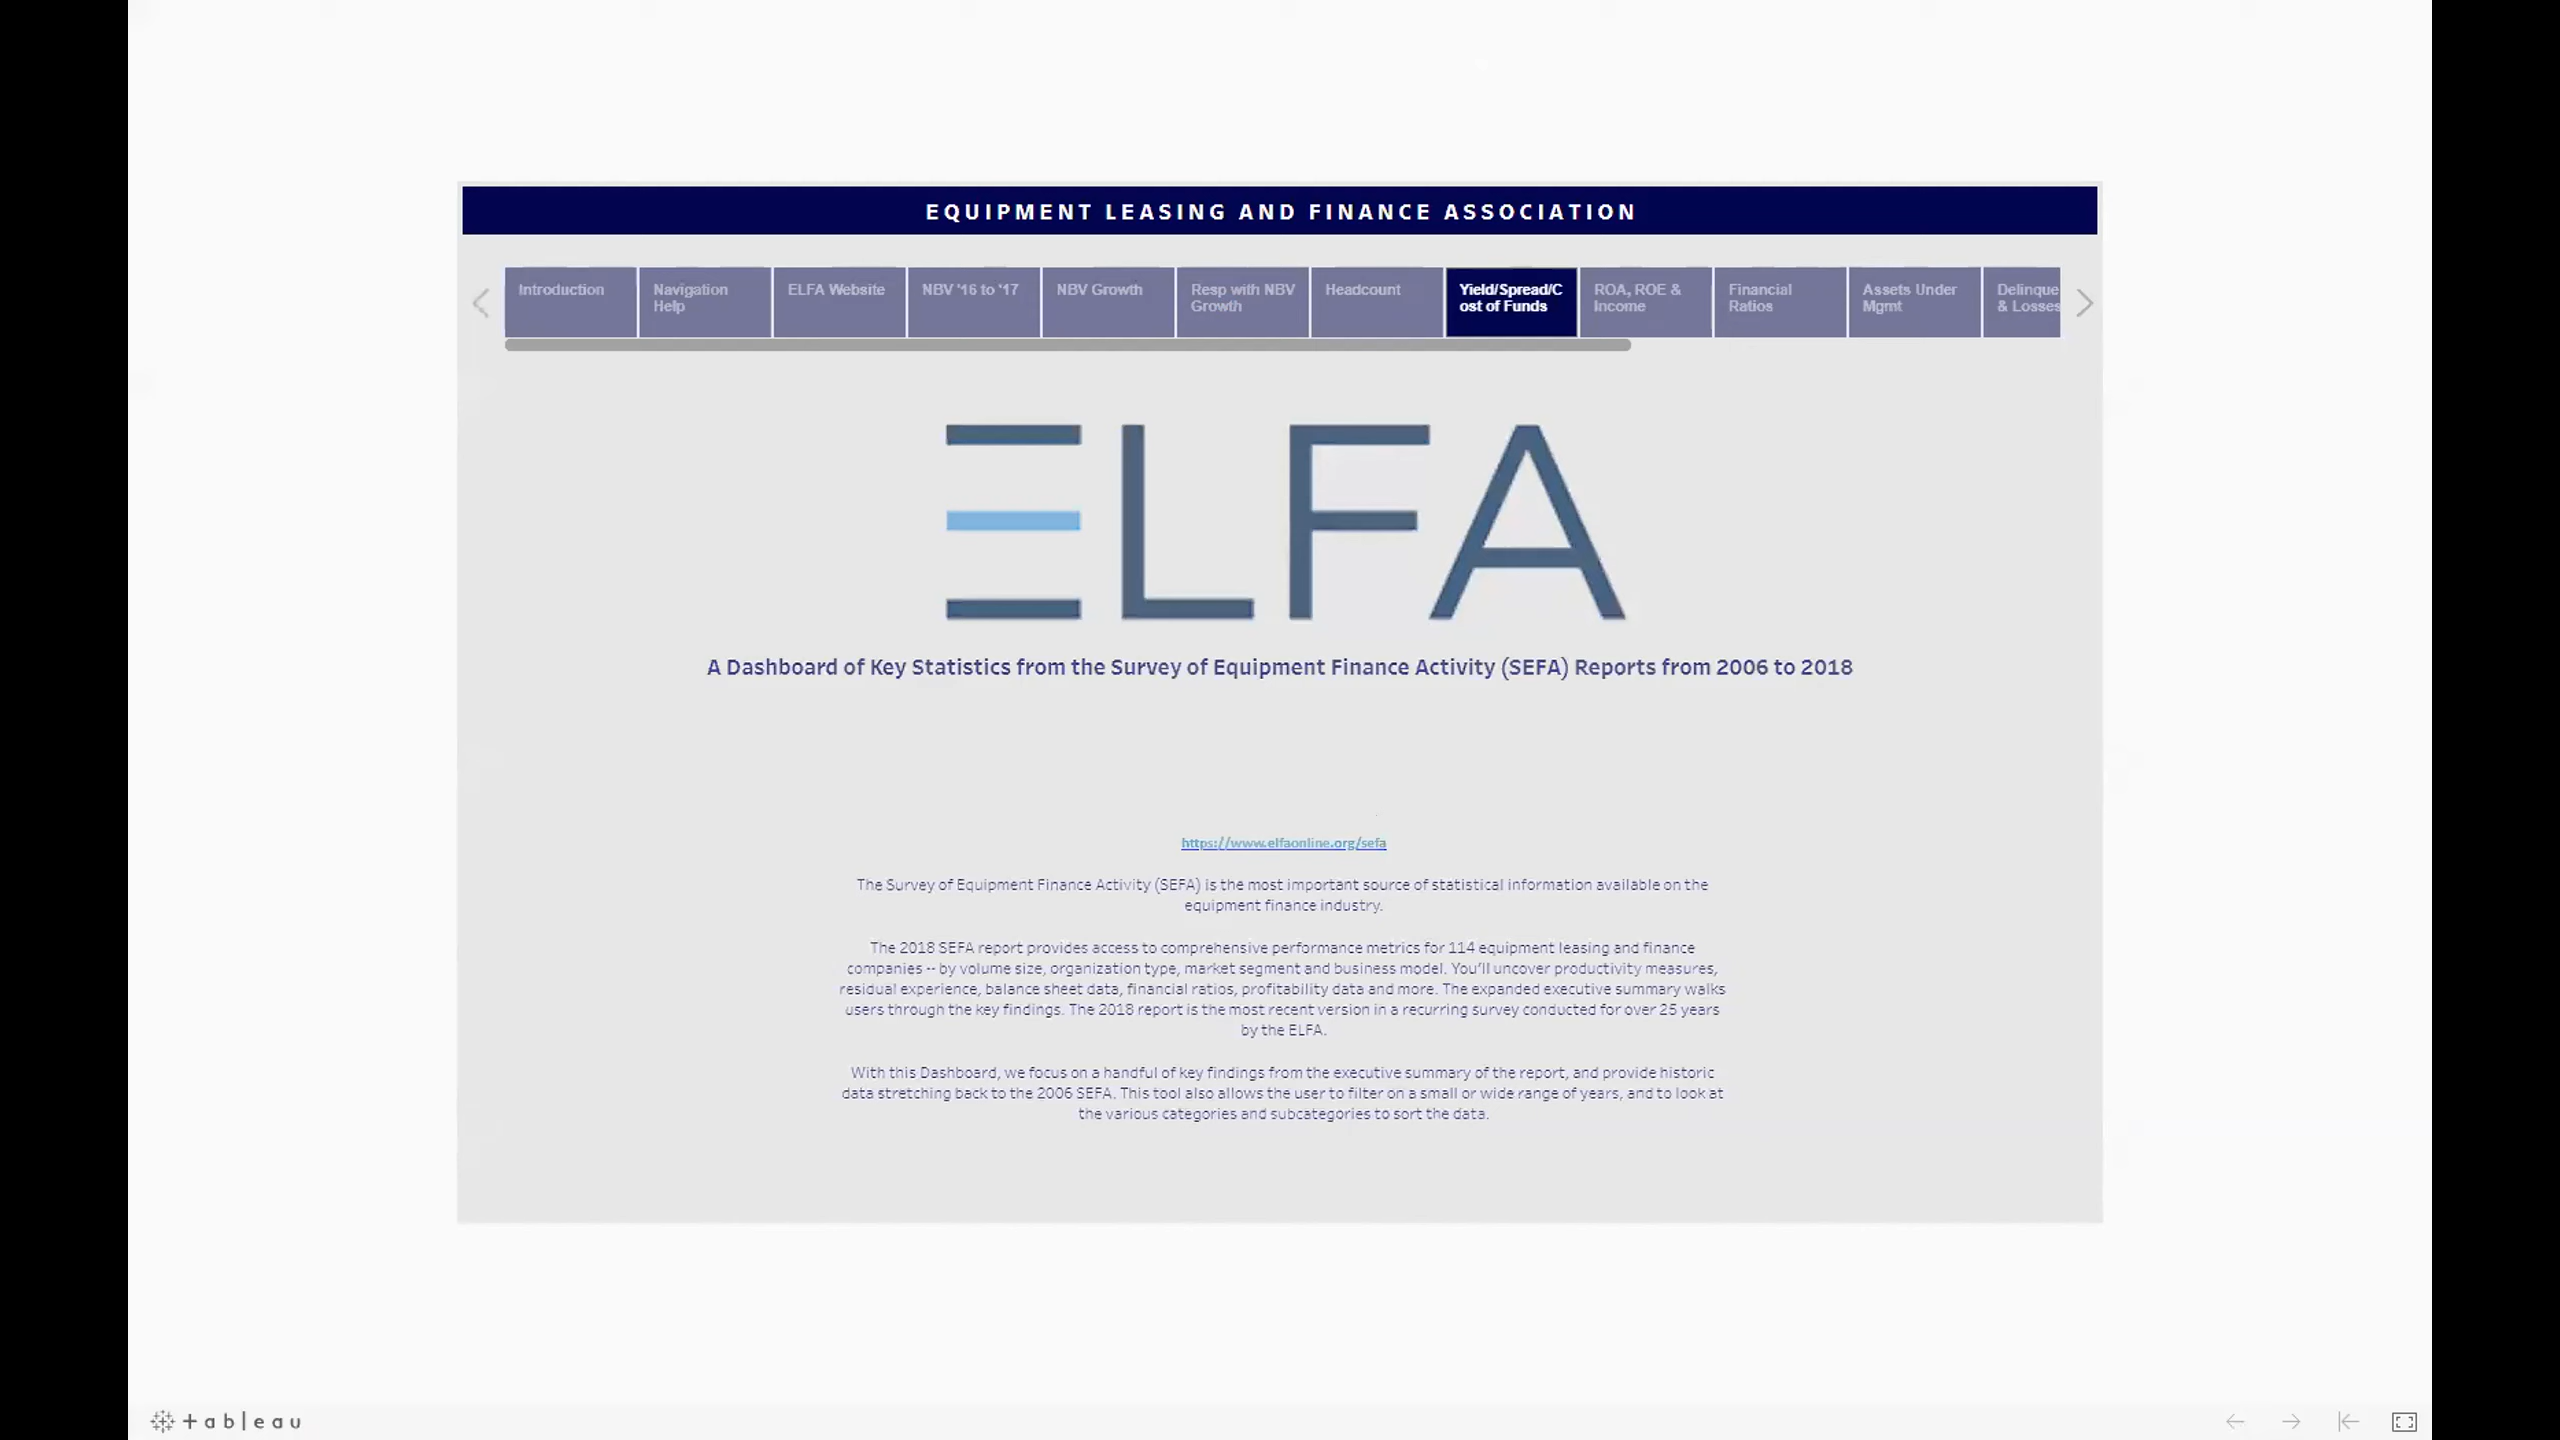 EQUIPMENT LEASING AND FINANCE ASSOCIATION
Introduction
Navigation
Help
ELFA Website
NBV '16 to '17
NBV Growth
Resp with NBV
Growth
Headcount
Yield/Spread/C
ost of Funds
ROA, ROE &
Income
Financial
Ratios
Assets Under
Mgmt
Delinque
& Losses
ELFA
A Dashboard of Key Statistics from the Survey of Equipment Finance Activity (SEFA) Reports from 2006 to 2018
https://www.elfaonline.org/sefa
The Survey of Equipment Finance Activity (SEFA) is the most important source of statistical information available on the
equipment finance industry.
The 2018 SEFA report provides access to comprehensive performance metrics for 114 equipment leasing and finance
companies -- by volume size, organization type, market segment and business model. You'll uncover productivity measures,
residual experience, balance sheet data, financial ratios, profitability data and more. The expanded executive summary walks
users through the key findings. The 2018 report is the most recent version in a recurring survey conducted for over 25 years
by the ELFA.
With this Dashboard, we focus on a handful of key findings from the executive summary of the report, and provide historic
data stretching back to the 2006 SEFA. This tool also allows the user to filter on a small or wide range of years, and to look at
the various categories and subcategories to sort the data.
+ableau